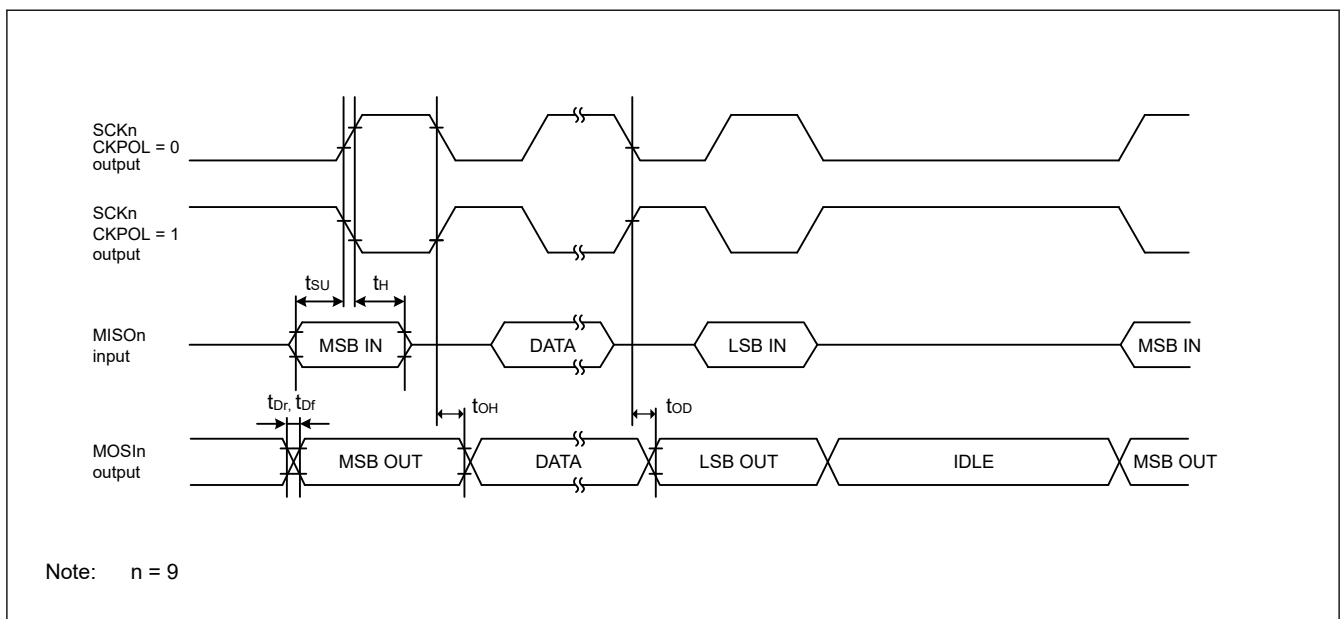 SCKn
CKPOL = 0
output
SCKn
CKPOL = 1
output
tSU
tH
MISOn
input
MSB IN
DATA
LSB IN
MSB IN
tDr, tDf
tOH
tOD
MOSIn
output
MSB OUT
DATA
LSB OUT
IDLE
MSB OUT
Note: n = 9